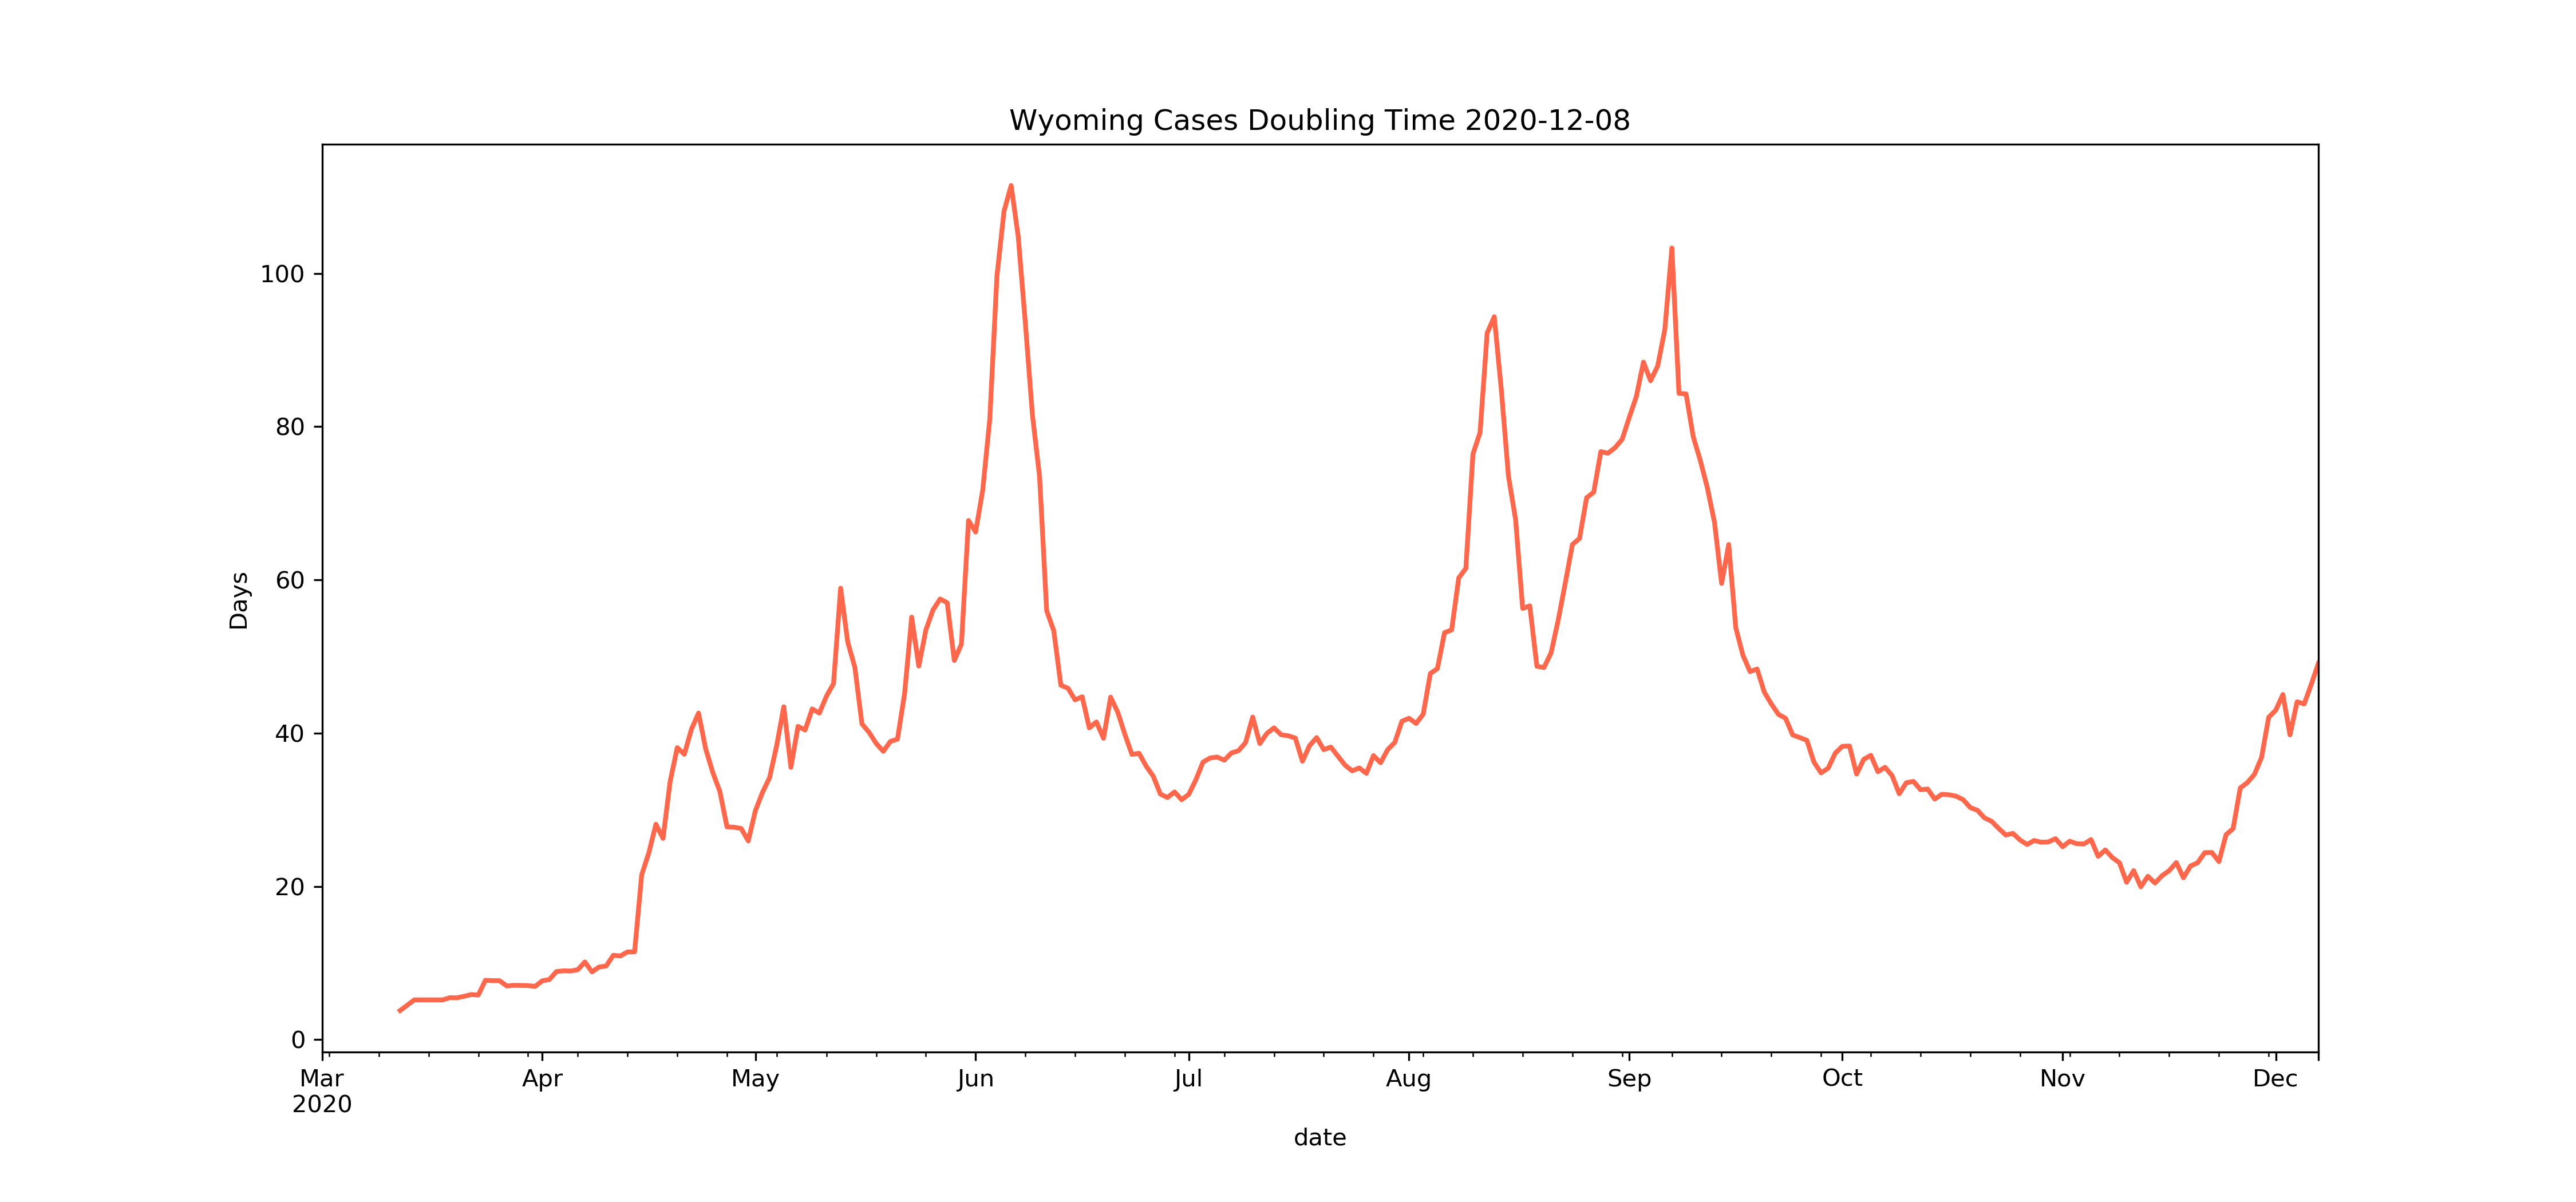 Wyoming Cases Doubling Time 2020-12-08
100
80
60
40
20
0
Days
Mar Apr May Jun Jul Aug Sep Oct Nov Dec
2020
date